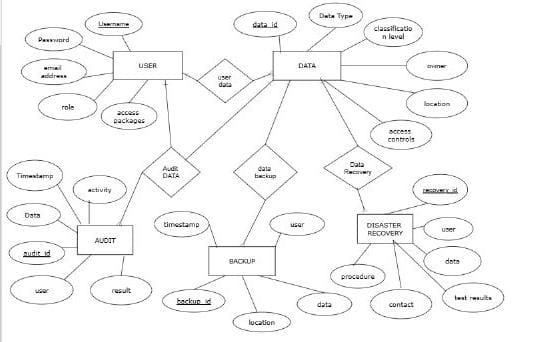 Username
data_id
Data Type
classificatio
n level
Password
USER
DATA
owner
email
address
user
data
role
access
packages
location
access
controls
Timestamp
activity
Audit
DATA
data
backup
Data
Recovery
recovery_id
Data
timestamp
user
DISASTER
RECOVERY
user
AUDIT
audit_id
BACKUP
data
user
result
backup_id
data
procedure
contact
test results
location